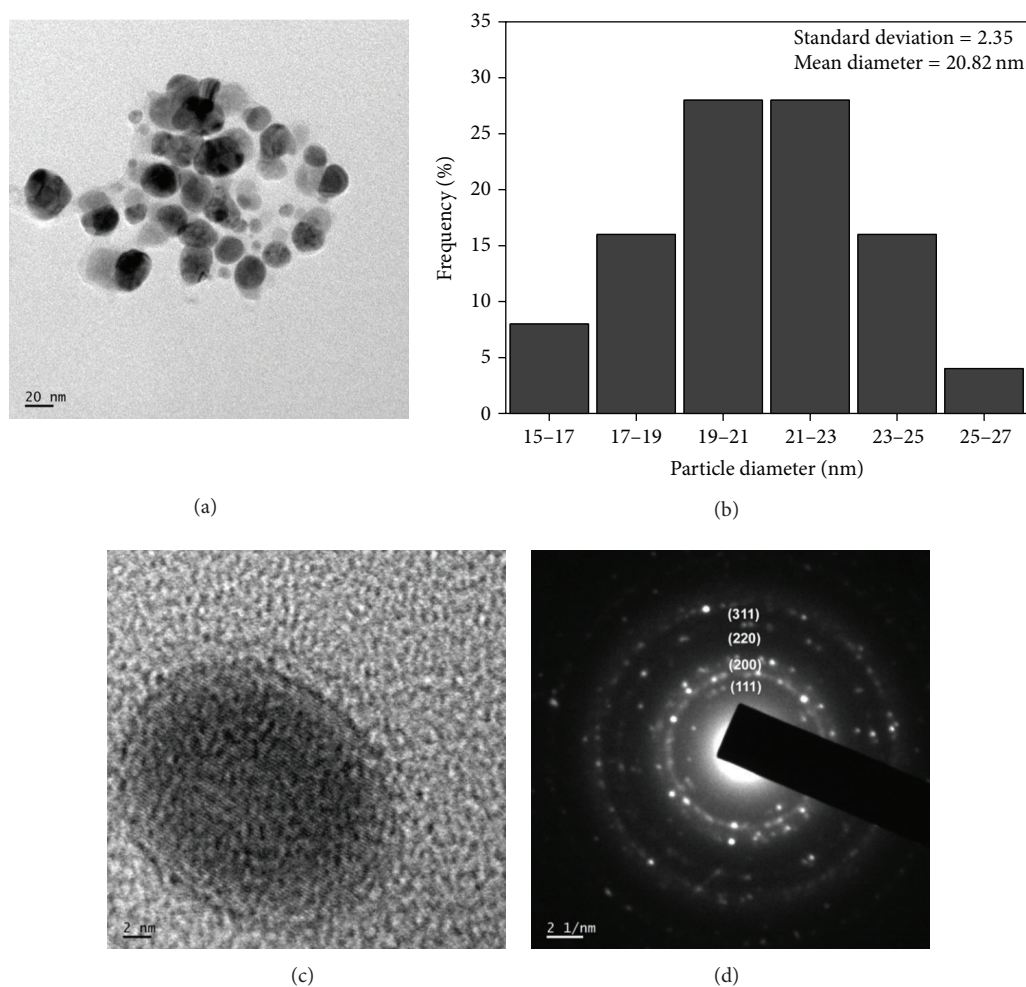 20 nm
(a)
Standard deviation = 2.35
Mean diameter = 20.82 nm
35
30
25
20
15
10
5
0
Frequency (%)
15–17 17–19 19–21 21–23 23–25 25–27
Particle diameter (nm)
(b)
2 nm
(c)
(311)
(220)
(200)
(111)
2 1/nm
(d)